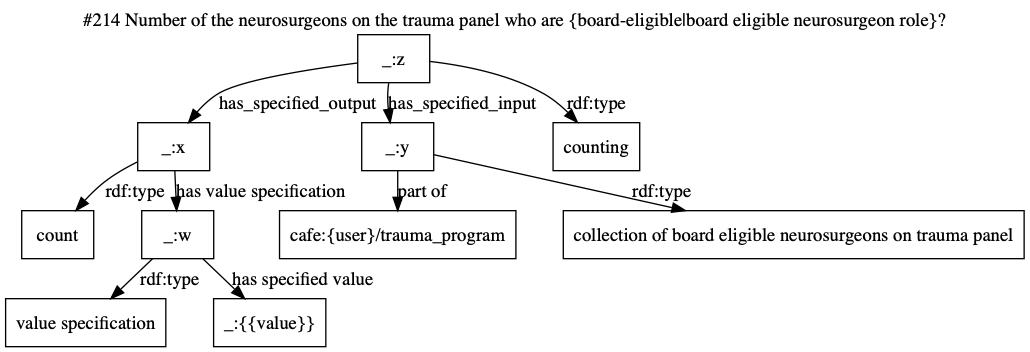 #214 Number of the neurosurgeons on the trauma panel who are {board-eligible|board eligible neurosurgeon role}?
_:z
has_specified_output
has_specified_input
rdf:type
_:x
_:y
counting
rdf:type
has value specification
part of
rdf:type
count
_:w
cafe:{user}/trauma_program
collection of board eligible neurosurgeons on trauma panel
rdf:type
has specified value
value specification
_:{{value}}